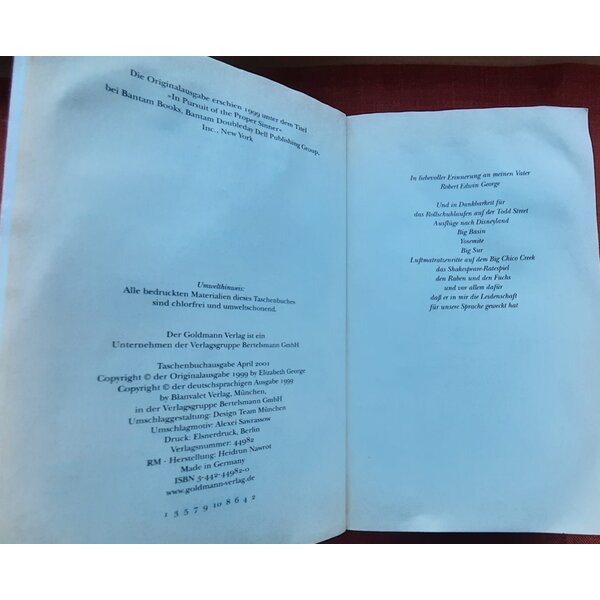 Die Originalausgabe erschien 1999 unter dem Titel
»In Pursuit of the Proper Sinner«
bei Bantam Books, Bantam Doubleday Dell Publishing Group,
Inc., New York
Umwelthinweis:
Alle bedruckten Materialien dieses Taschenbuches
sind chlorfrei und umweltschonend.
Der Goldmann Verlag ist ein
Unternehmen der Verlagsgruppe Bertelsmann GmbH
Taschenbuchausgabe April 2001
Copyright © der Originalausgabe 1999 by Elizabeth George
Copyright © der deutschsprachigen Ausgabe 1999
by Blanvalet Verlag, München,
in der Verlagsgruppe Bertelsmann GmbH
Umschlaggestaltung: Design Team München
Umschlagmotiv: Alexei Sawrassow
Druck: Elsnerdruck, Berlin
Verlagsnummer: 44982
RM · Herstellung: Heidrun Nawrot
Made in Germany
ISBN 3-442-44982-0
www.goldmann-verlag.de
1 3 5 7 9 10 8 6 4 2
In liebevoller Erinnerung an meinen Vater
Robert Edwin George
Und in Dankbarkeit für
das Rollschuhlaufen auf der Todd Street
Ausflüge nach Disneyland
Big Basin
Yosemite
Big Sur
Luftmatratzenritte auf dem Big Chico Creek
das Shakespeare-Ratespiel
den Raben und den Fuchs
und vor allem dafür
daß er in mir die Leidenschaft
für unsere Sprache geweckt hat